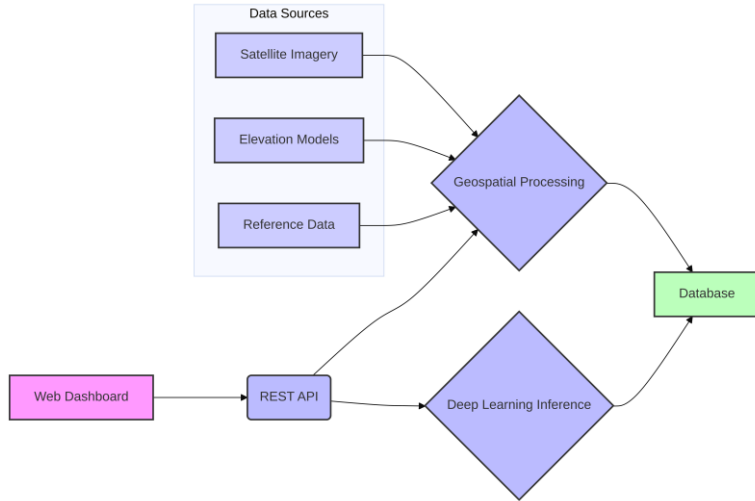 Data Sources
Satellite Imagery
Elevation Models
Geospatial Processing
Reference Data
Database
Web Dashboard
REST API
Deep Learning Inference